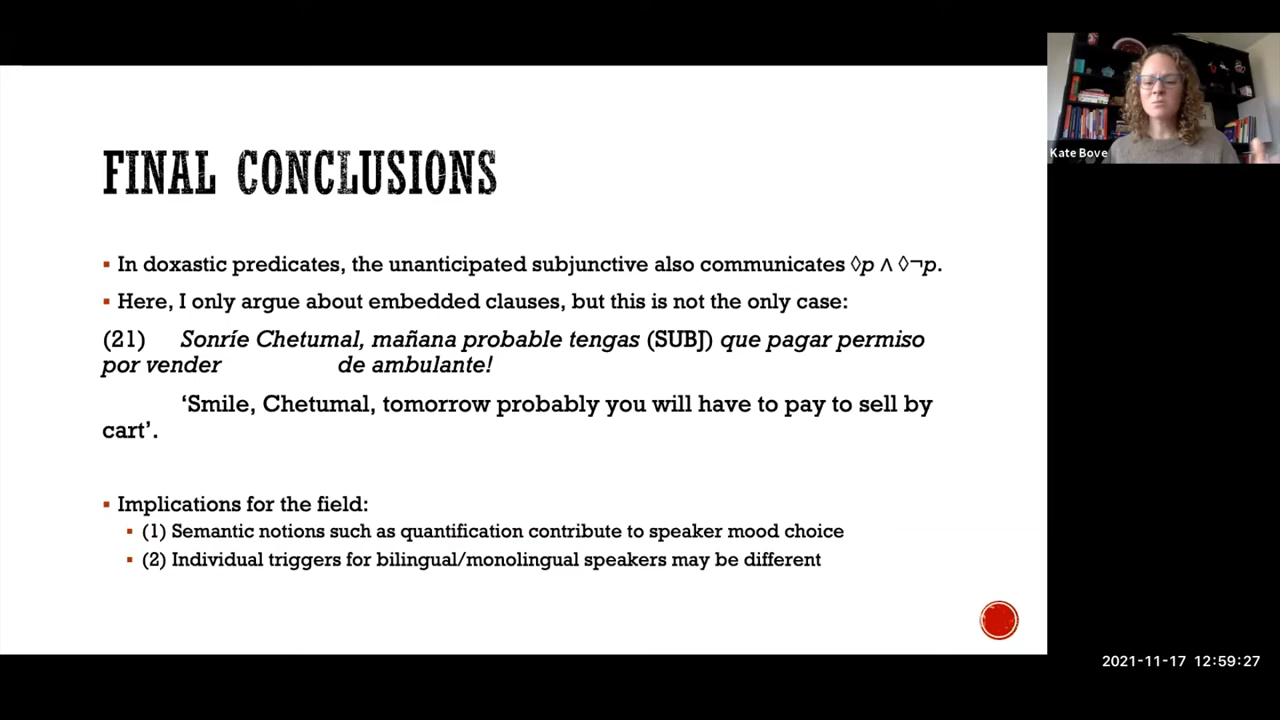 FINAL CONCLUSIONS
Kate Bove
▪ In doxastic predicates, the unanticipated subjunctive also communicates ◊p ∧ ◊¬p.
▪ Here, I only argue about embedded clauses, but this is not the only case:
(21) Sonríe Chetumal, mañana probable tengas (SUBJ) que pagar permiso
por vender de ambulante!
‘Smile, Chetumal, tomorrow probably you will have to pay to sell by
cart’.
▪ Implications for the field:
▪ (1) Semantic notions such as quantification contribute to speaker mood choice
▪ (2) Individual triggers for bilingual/monolingual speakers may be different
2021-11-17 12:59:27